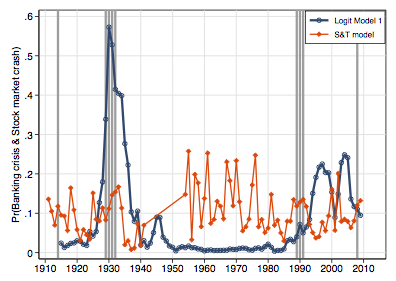 Pr(Banking crisis & Stock market crash)
.6
.5
.4
.3
.2
.1
0
1910 1920 1930 1940 1950 1960 1970 1980 1990 2000 2010
Logit Model 1
S&T model